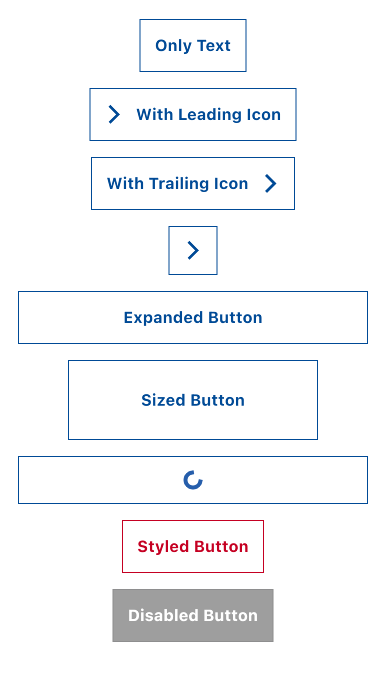 Only Text
With Leading Icon
With Trailing Icon
Expanded Button
Sized Button
Styled Button
Disabled Button